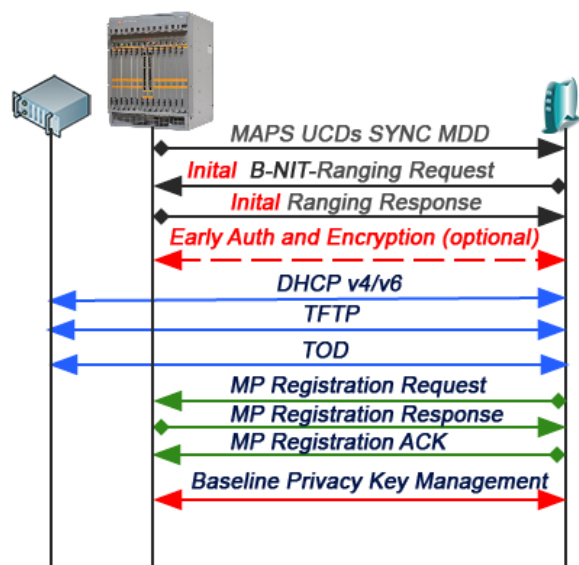 MAPS UCDs SYNC MDD
Inital B-NIT-Ranging Request
Inital Ranging Response
Early Auth and Encryption (optional)
DHCP v4/v6
TFTP
TOD
MP Registration Request
MP Registration Response
MP Registration ACK
Baseline Privacy Key Management